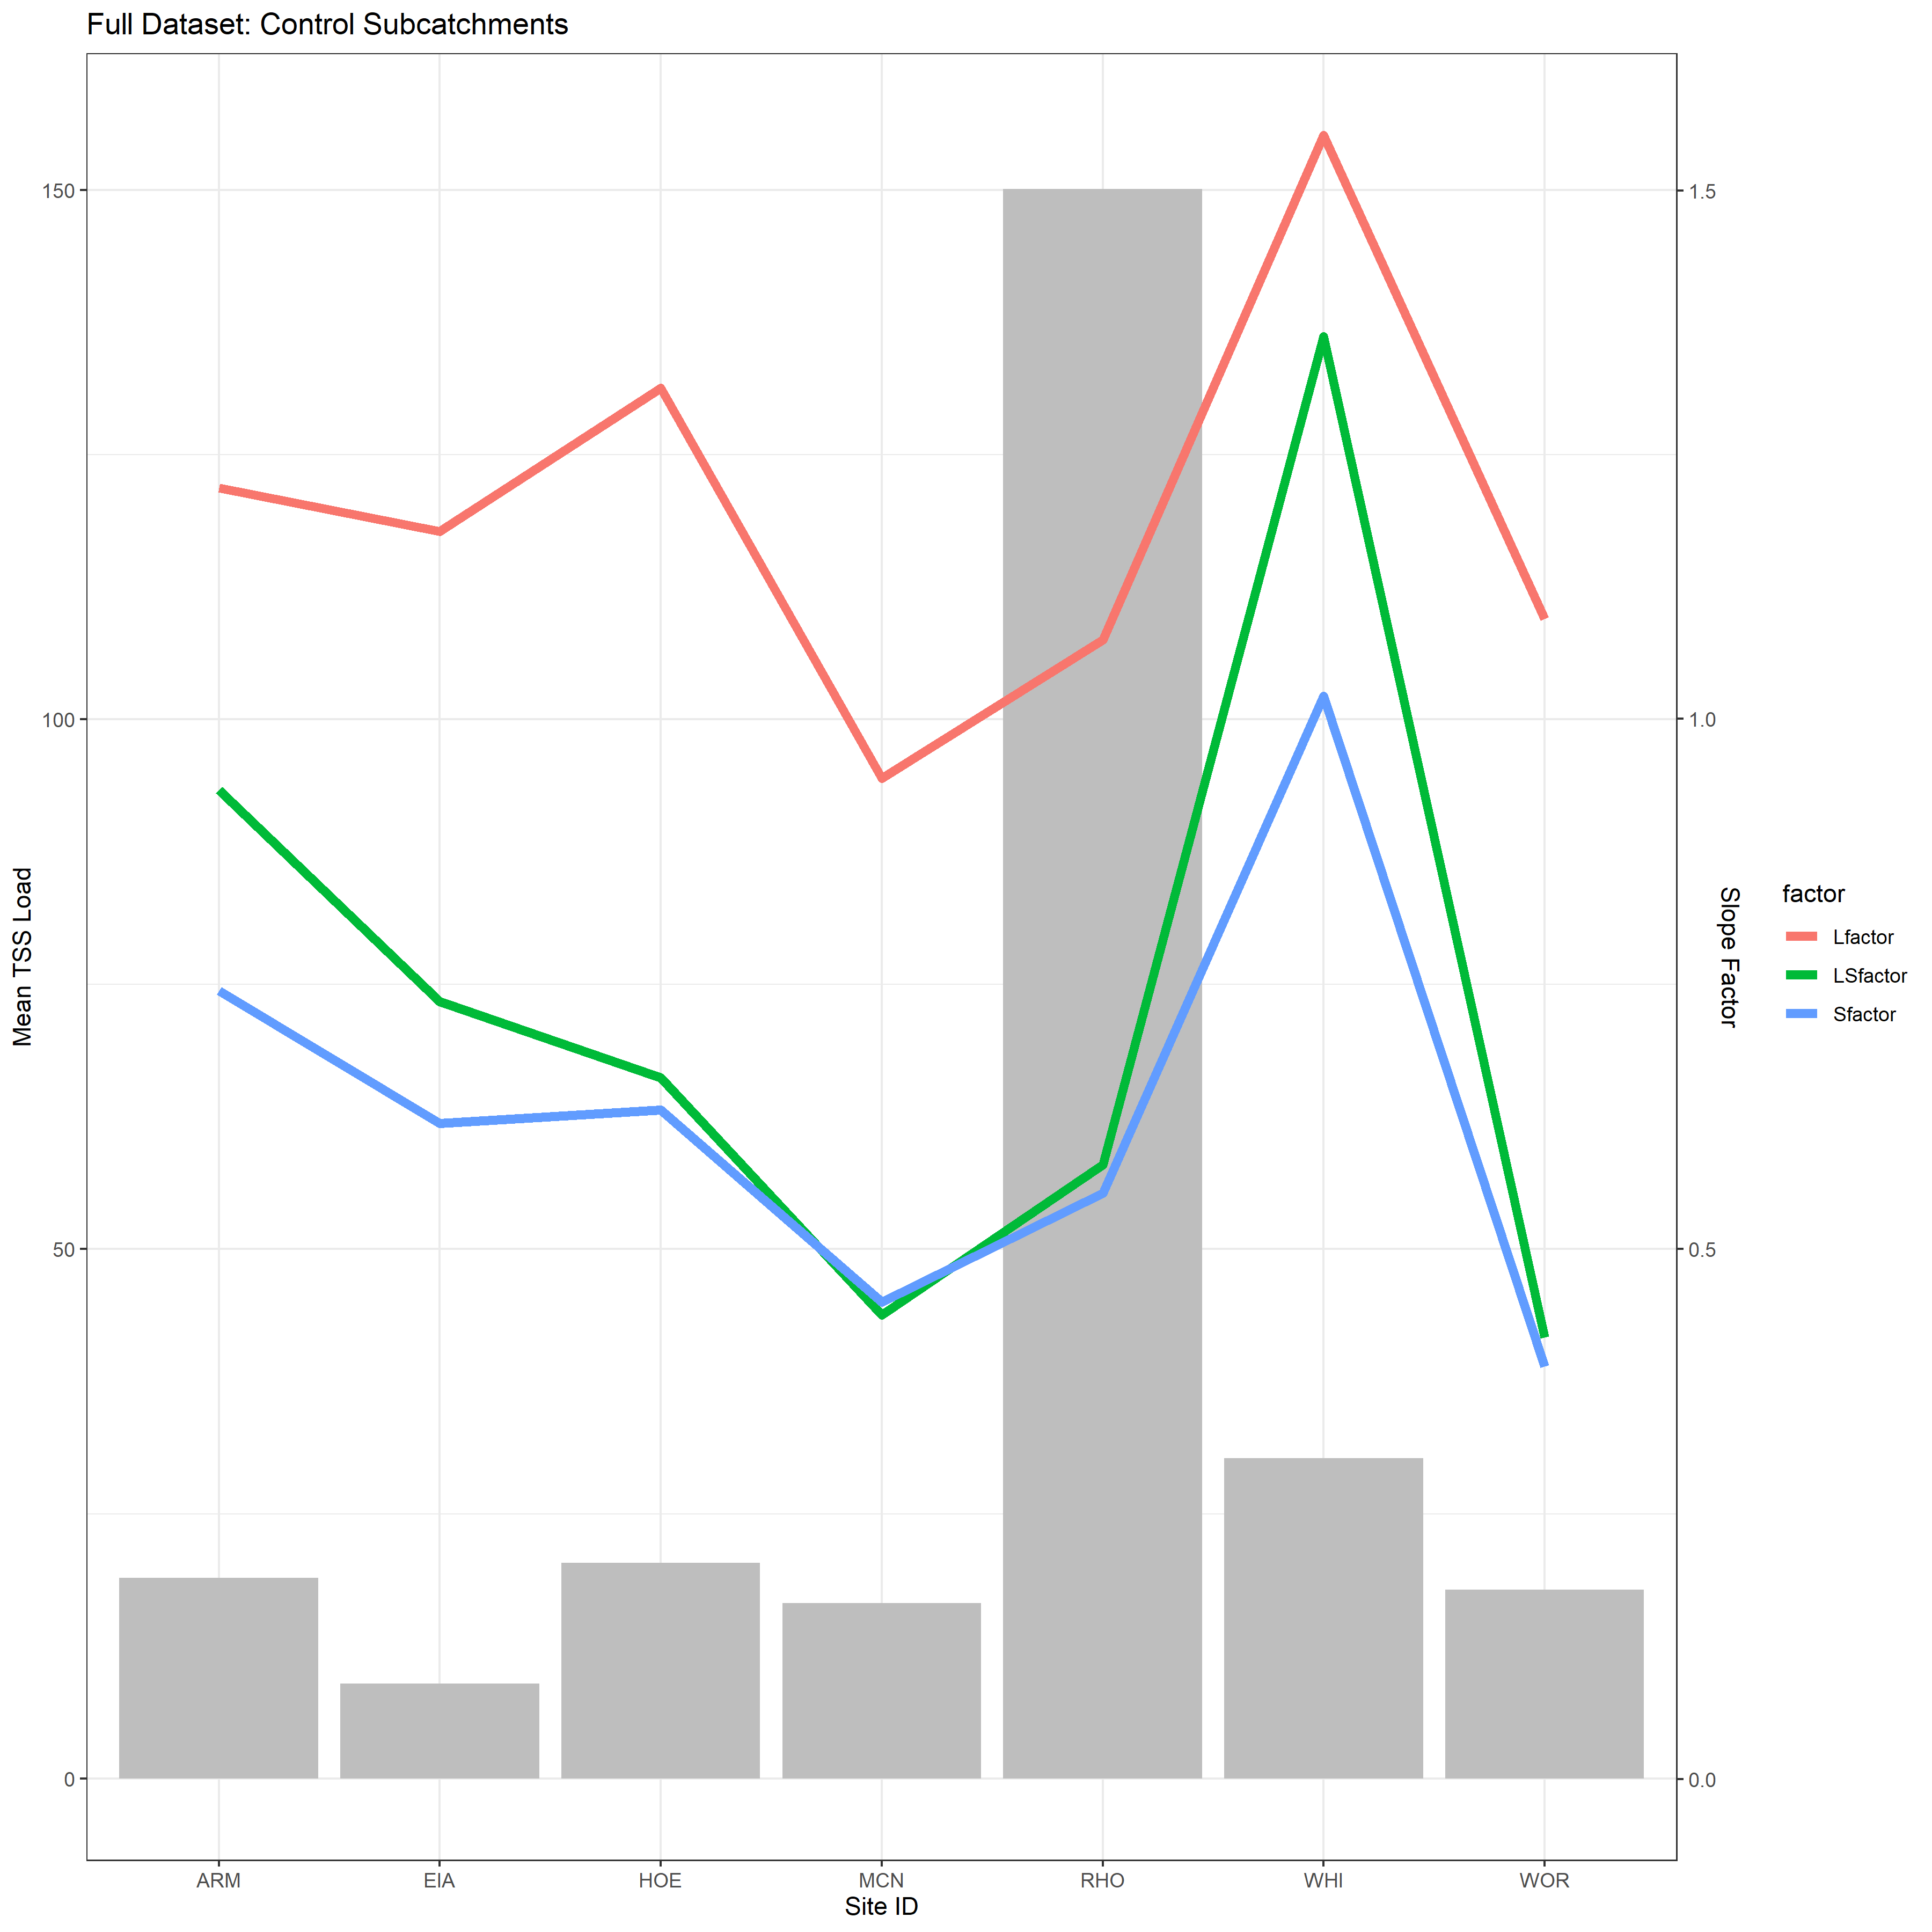 Full Dataset: Control Subcatchments
150
100
50
0
Mean TSS Load
1.5
1.0
0.5
0.0
Slope Factor
factor
Lfactor
LSfactor
Sfactor
ARM EIA HOE MCN RHO WHI WOR
Site ID